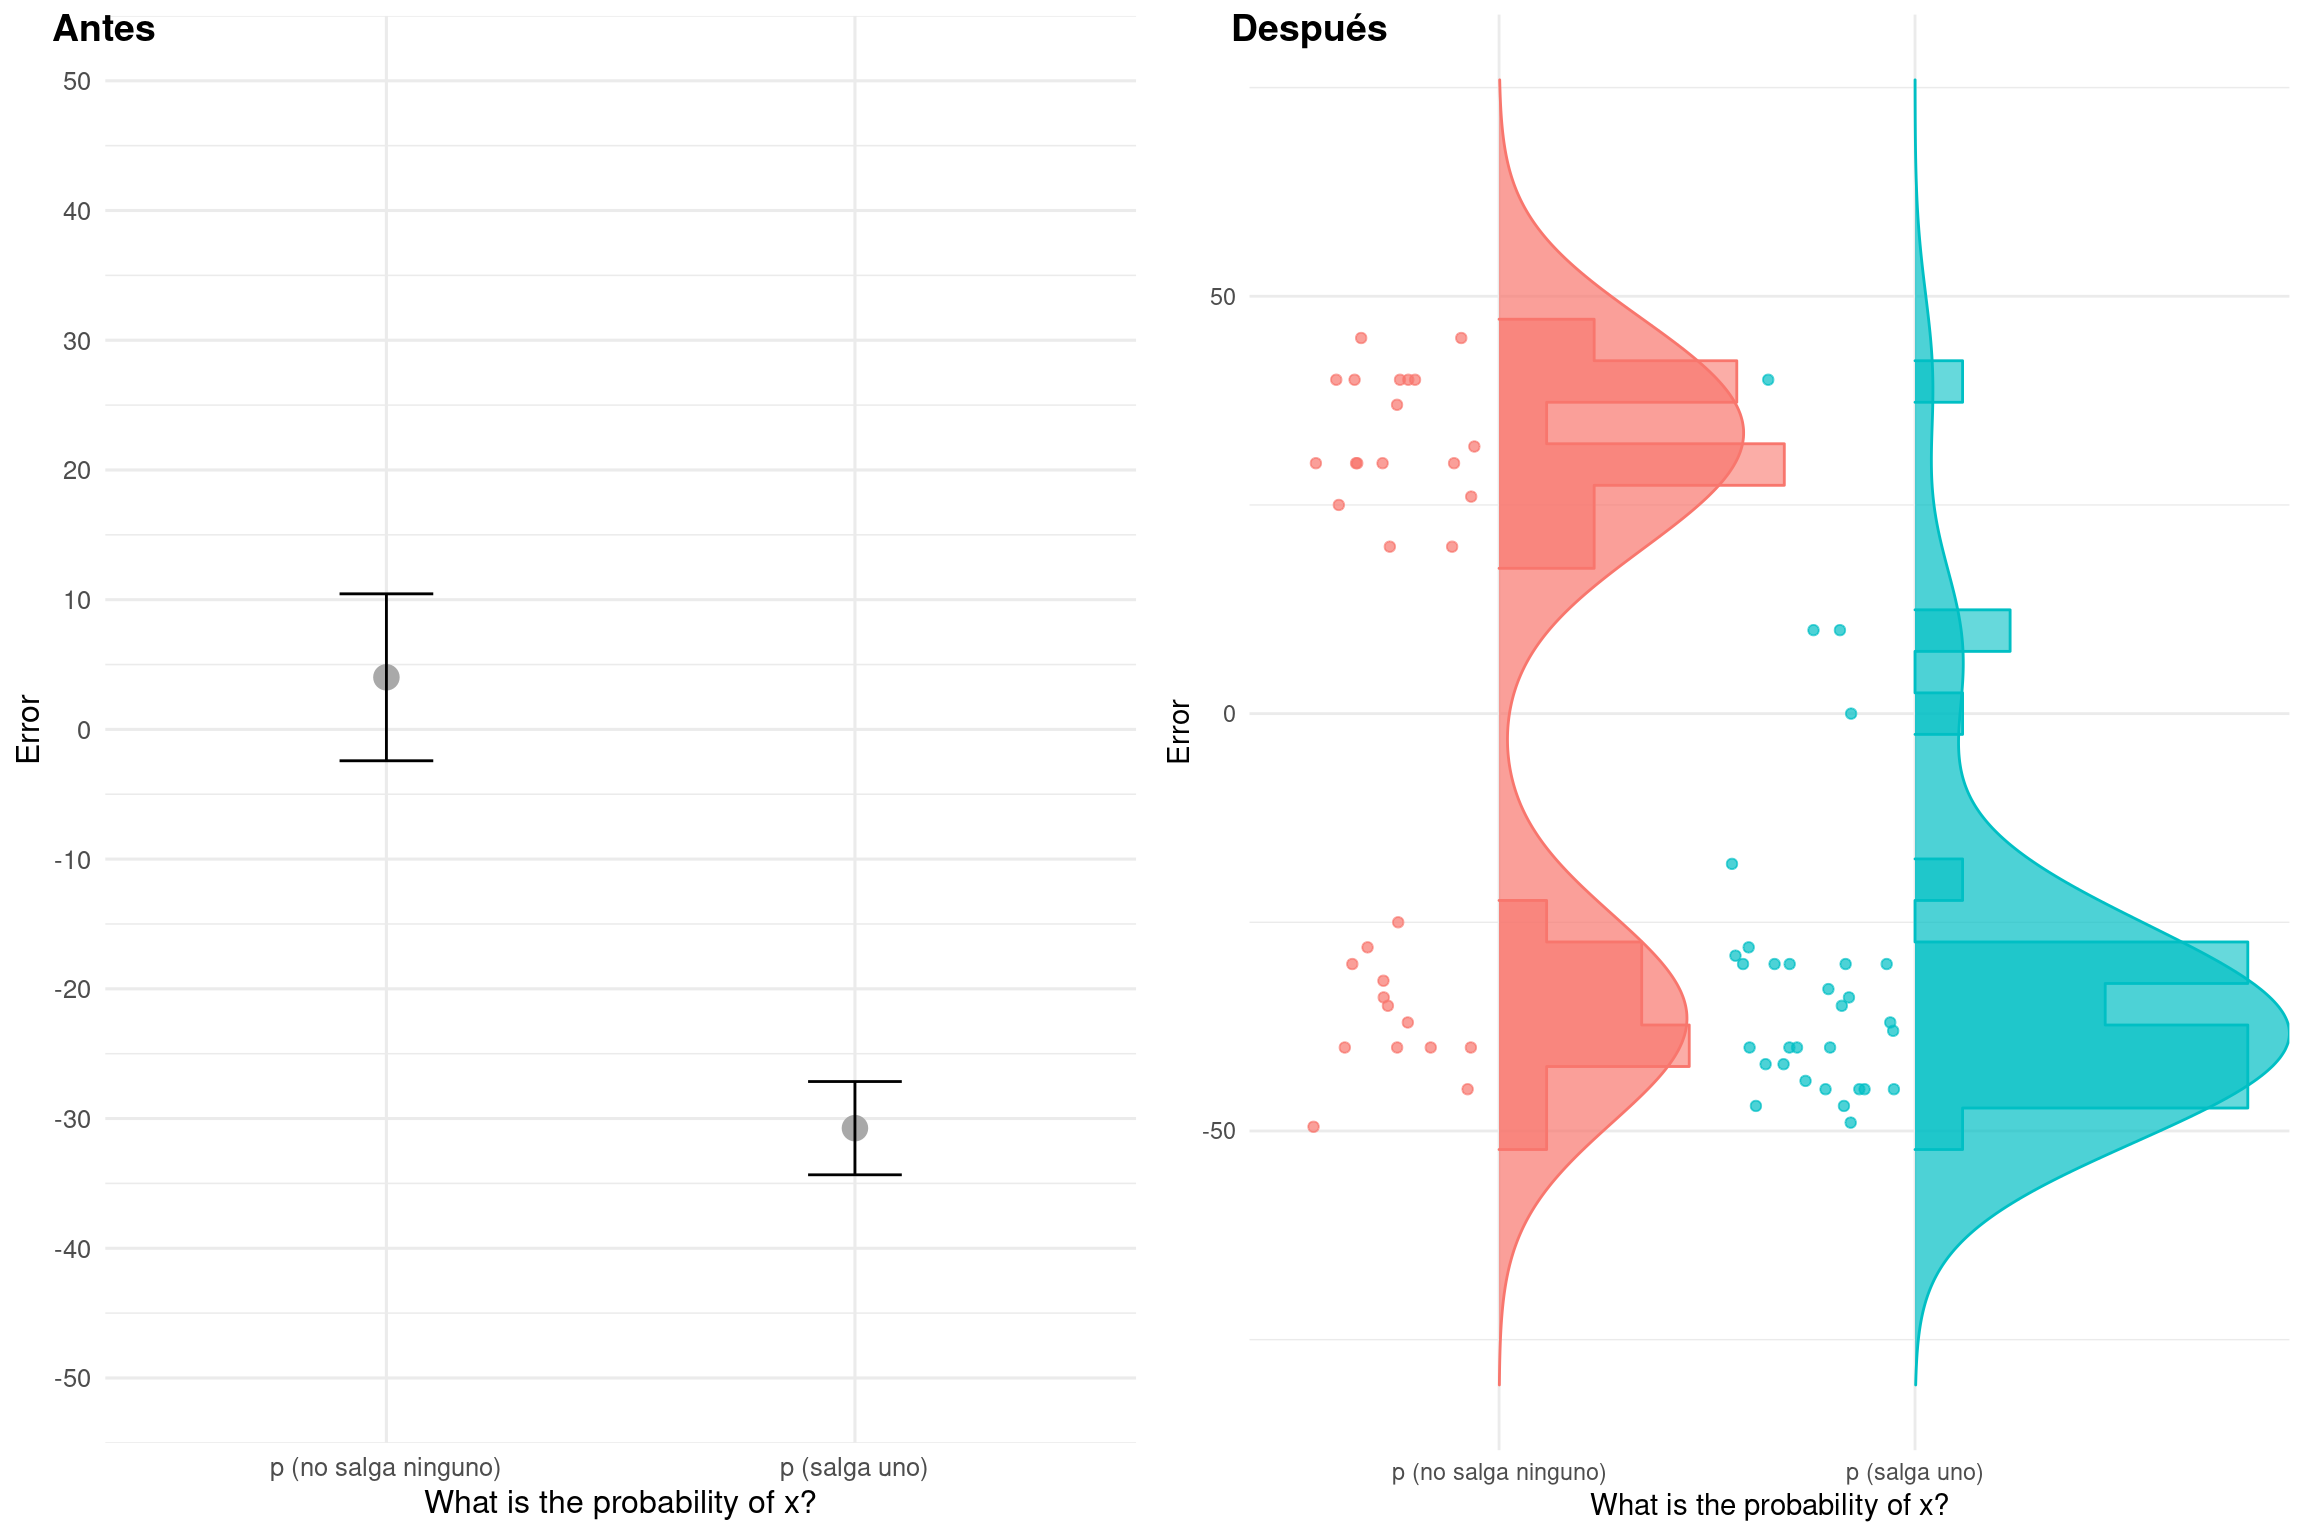 Antes
50
40
30
20
10
0
-10
-20
-30
-40
-50
Error
p (no salga ninguno)
p (salga uno)
What is the probability of x?
Después
50
0
-50
Error
p (no salga ninguno)
p (salga uno)
What is the probability of x?